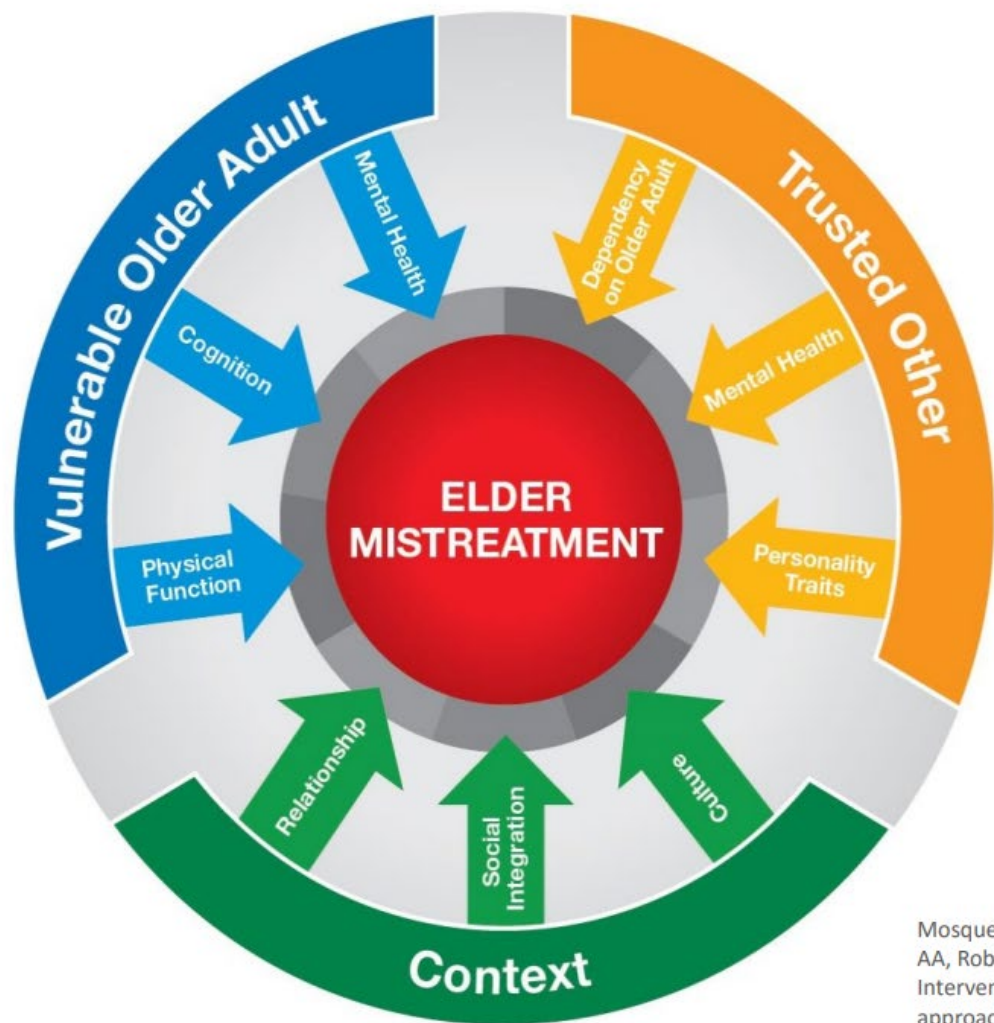 Vulnerable Older Adult
Mental Health
Cognition
Physical
Function
Trusted Other
Dependency
on Older Adult
Mental Health
Personality
Traits
ELDER
MISTREATMENT
Relationship
Social
Integration
Culture
Context
Mosque
AA, Rob
Interven
approac